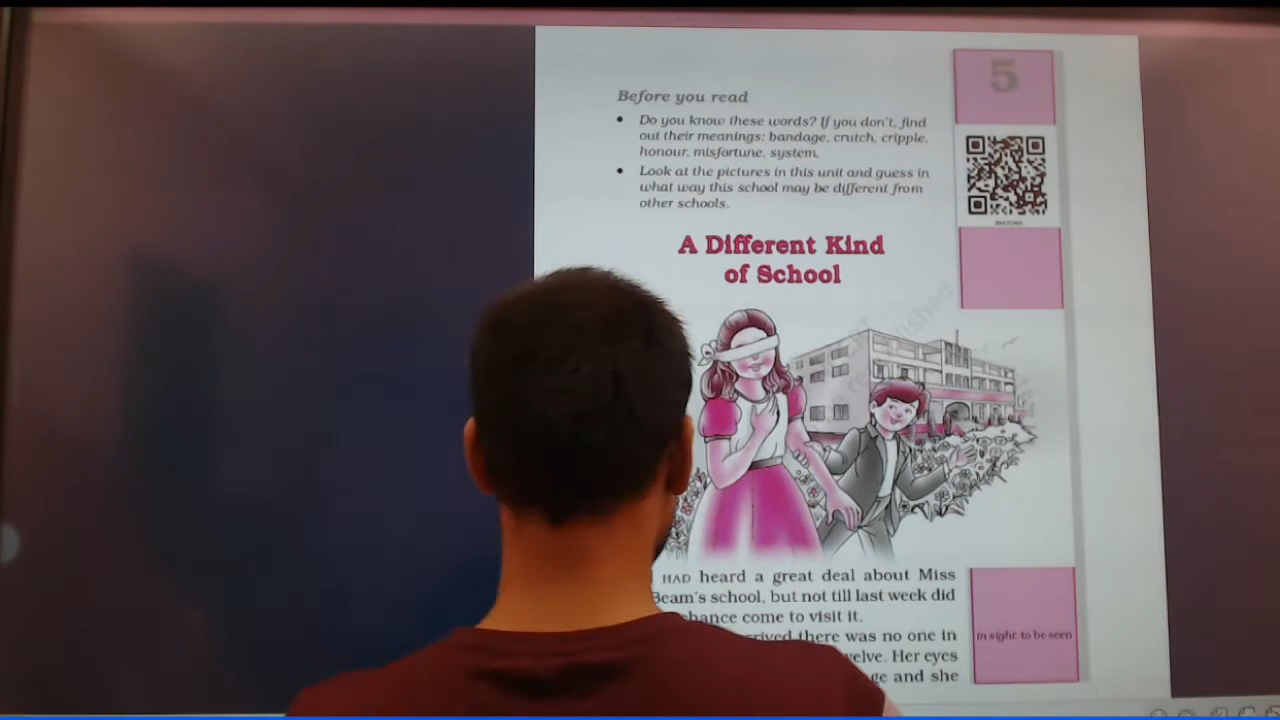 5
Before you read
• Do you know these words? If you don't, find
out their meanings: bandage, crutch, cripple,
honour, misfortune, system.
• Look at the pictures in this unit and guess in
what way this school may be different from
other schools.
A Different Kind
of School
HAD heard a great deal about Miss
Beam's school, but not till last week did
chance come to visit it.
there was no one in
Her eyes
and she
in sight: to be seen